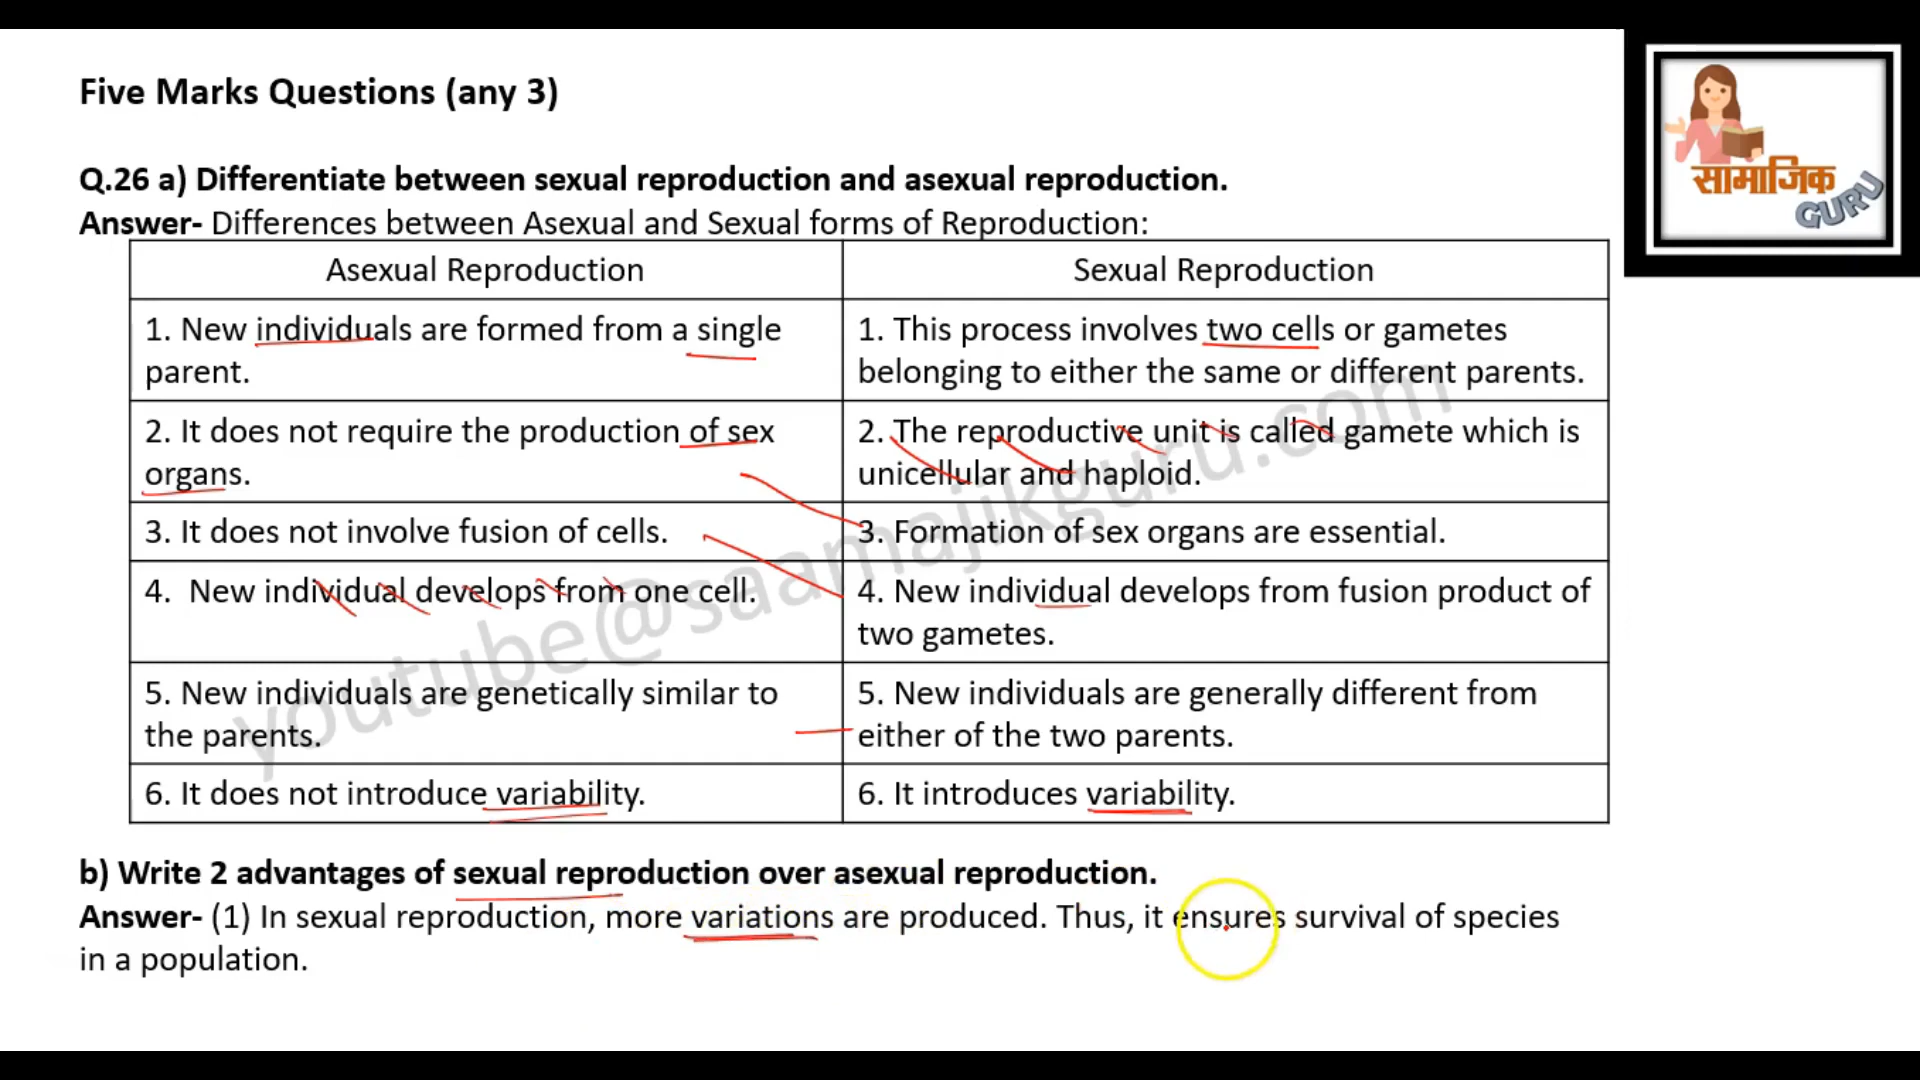 Five Marks Questions (any 3)
सामाजिक
GURU
Q.26 a) Differentiate between sexual reproduction and asexual reproduction.
Answer- Differences between Asexual and Sexual forms of Reproduction:
Asexual Reproduction
Sexual Reproduction
1. New individuals are formed from a single
parent.
1. This process involves two cells or gametes
belonging to either the same or different parents.
2. It does not require the production of sex
organs.
2. The reproductive unit is called gamete which is
unicellular and haploid.
3. It does not involve fusion of cells.
3. Formation of sex organs are essential.
4. New individual develops from one cell.
4. New individual develops from fusion product of
two gametes.
5. New individuals are genetically similar to
the parents.
5. New individuals are generally different from
either of the two parents.
6. It does not introduce variability.
6. It introduces variability.
youtube@saamajikguru.com
b) Write 2 advantages of sexual reproduction over asexual reproduction.
Answer- (1) In sexual reproduction, more variations are produced. Thus, it ensures survival of species
in a population.